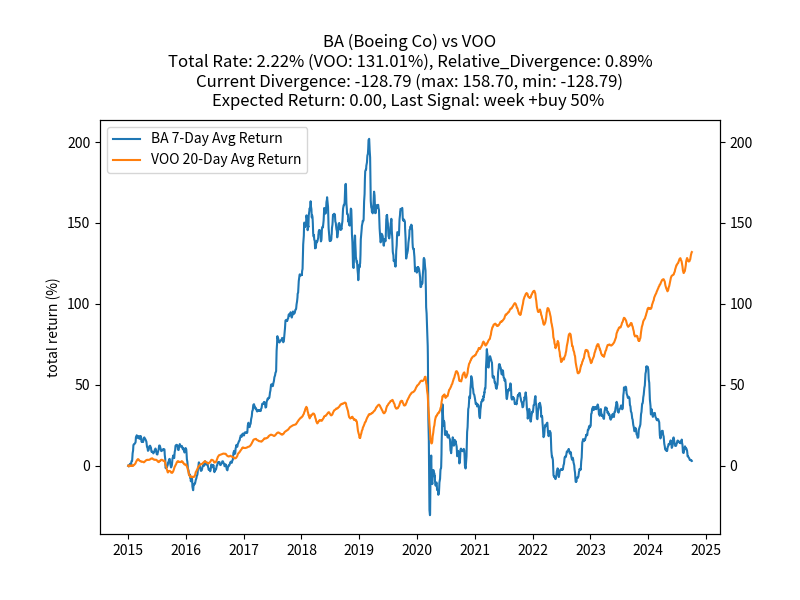 BA (Boeing Co) vs VOO
Total Rate: 2.22% (VOO: 131.01%), Relative_Divergence: 0.89%
Current Divergence: -128.79 (max: 158.70, min: -128.79)
Expected Return: 0.00, Last Signal: week +buy 50%
BA 7-Day Avg Return
VOO 20-Day Avg Return
total return (%)
200
150
100
50
0
200
150
100
50
0
2015 2016 2017 2018 2019 2020 2021 2022 2023 2024 2025